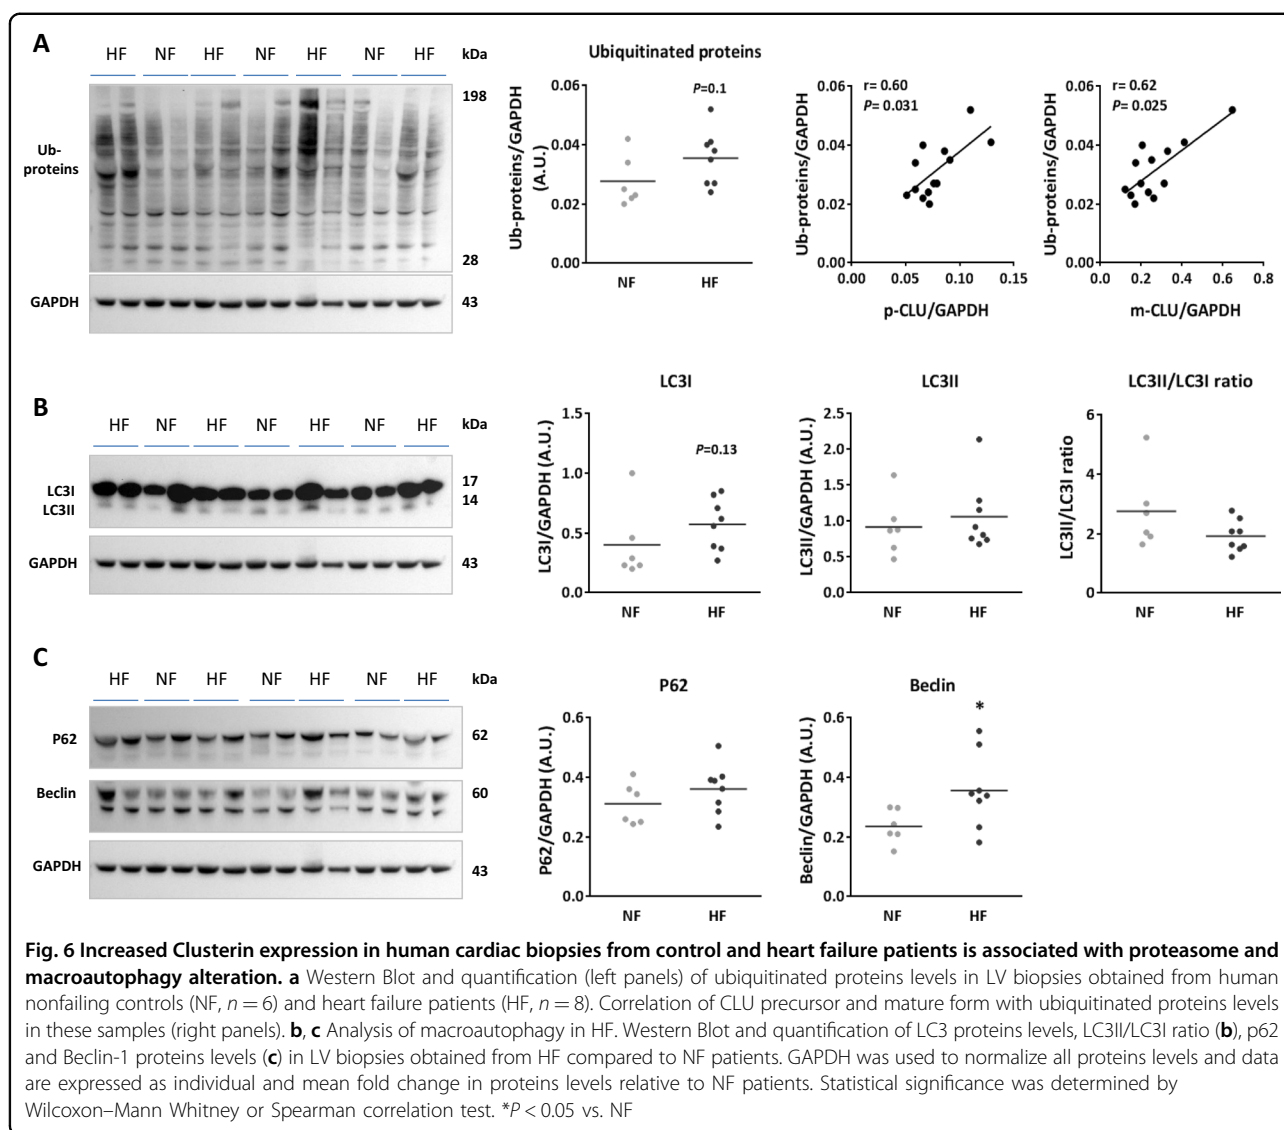 A
HF NF HF NF HF NF HF kDa
198
Ub-
proteins
28
GAPDH 43
Ubiquitinated proteins
Ub-proteins/GAPDH
(A.U.)
0.06
0.04
0.02
0.00
P=0.1
NF HF
Ub-proteins/GAPDH
0.06
0.04
0.02
0.00
r= 0.60
P= 0.031
0.00 0.05 0.10 0.15
p-CLU/GAPDH
Ub-proteins/GAPDH
0.06
0.04
0.02
0.00
r= 0.62
P= 0.025
0.0 0.2 0.4 0.6 0.8
m-CLU/GAPDH
B
HF NF HF NF HF NF HF kDa
LC3I 17
LC3II 14
GAPDH 43
LC3I
LC3I/GAPDH (A.U.)
1.5
1.0
0.5
0.0
P=0.13
NF HF
LC3II
LC3II/GAPDH (A.U.)
2.5
2.0
1.5
1.0
0.5
0.0
NF HF
LC3II/LC3I ratio
LC3II/LC3I ratio
6
4
2
0
NF HF
C
HF NF HF NF HF NF HF kDa
P62 62
Beclin 60
GAPDH 43
P62
P62/GAPDH (A.U.)
0.6
0.4
0.2
0.0
NF HF
Beclin
Beclin/GAPDH (A.U.)
0.6
0.4
0.2
0.0
*
NF HF
Fig. 6 Increased Clusterin expression in human cardiac biopsies from control and heart failure patients is associated with proteasome and
macroautophagy alteration. a Western Blot and quantification (left panels) of ubiquitinated proteins levels in LV biopsies obtained from human
nonfailing controls (NF, n = 6) and heart failure patients (HF, n = 8). Correlation of CLU precursor and mature form with ubiquitinated proteins levels
in these samples (right panels). b, c Analysis of macroautophagy in HF. Western Blot and quantification of LC3 proteins levels, LC3II/LC3I ratio (b), p62
and Beclin-1 proteins levels (c) in LV biopsies obtained from HF compared to NF patients. GAPDH was used to normalize all proteins levels and data
are expressed as individual and mean fold change in proteins levels relative to NF patients. Statistical significance was determined by
Wilcoxon–Mann Whitney or Spearman correlation test. *P < 0.05 vs. NF